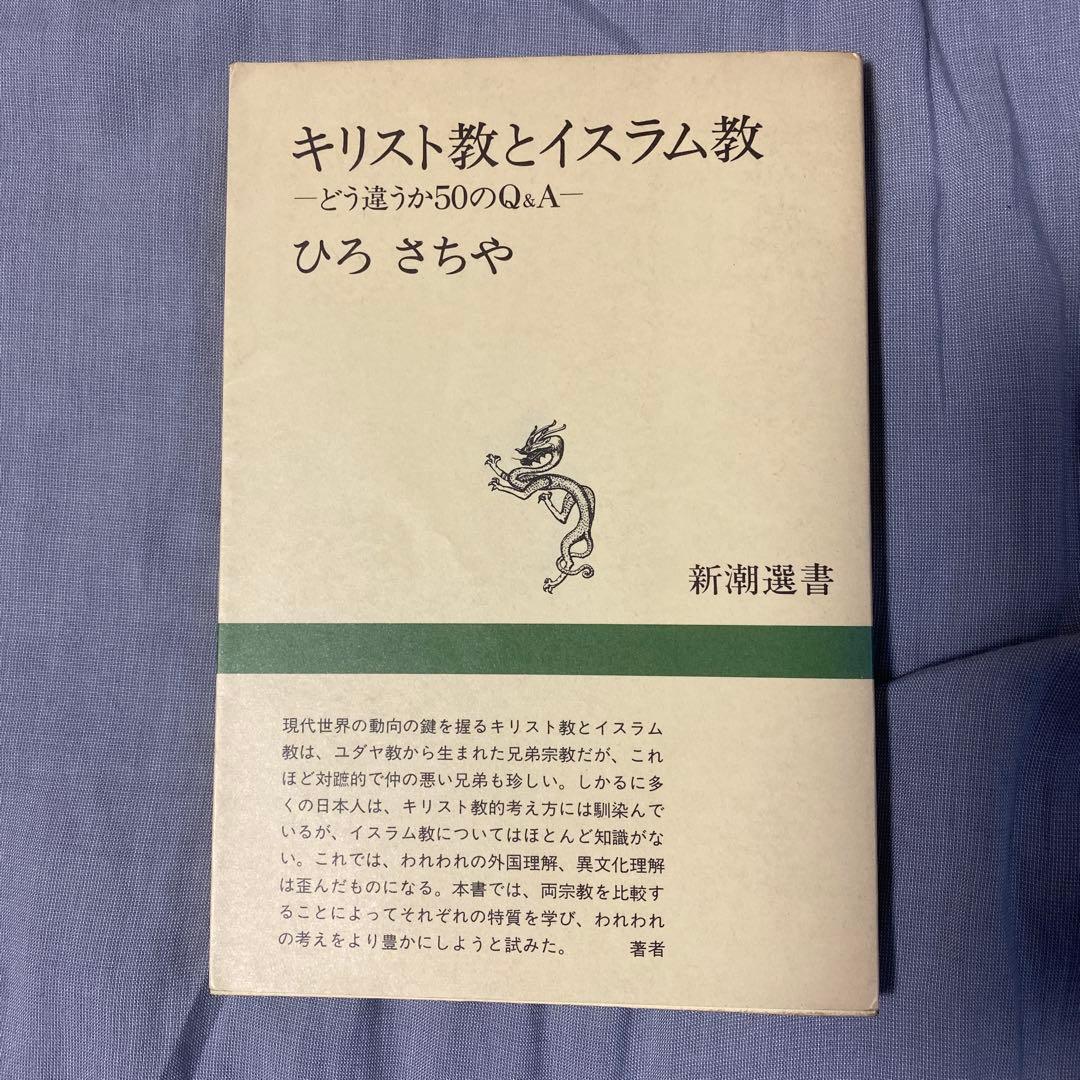 キリスト教とイスラム教
―どう違うか50のQ&A―
ひろ さちや
新潮選書
現代世界の動向の鍵を握るキリスト教とイスラム
教は、ユダヤ教から生まれた兄弟宗教だが、これ
ほど対蹠的で仲の悪い兄弟も珍しい。しかるに多
くの日本人は、キリスト教的考え方には馴染んで
いるが、イスラム教についてはほとんど知識がな
い。これでは、われわれの外国理解、異文化理解
は歪んだものになる。本書では、両宗教を比較す
ることによってそれぞれの特質を学び、われわれ
の考えをより豊かにしようと試みた。 著者